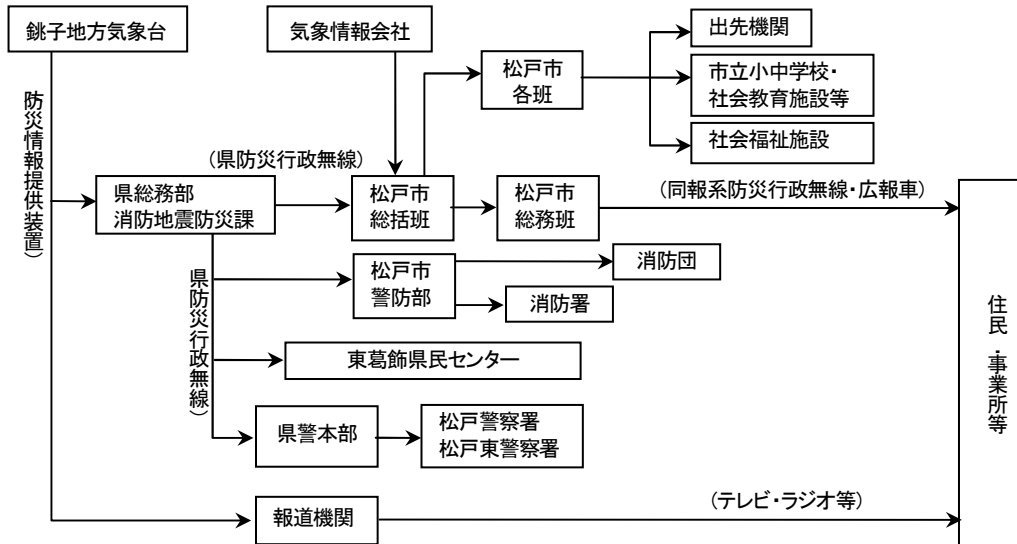 銚子地方気象台
気象情報会社
出先機関
松戸市
各班
市立小中学校・
社会教育施設等
社会福祉施設
防災情報提供装置)
(県防災行政無線)
県総務部
消防地震防災課
松戸市
総括班
松戸市
総務班
(同報系防災行政無線・広報車)
県防災行政無線)
松戸市
警防部
消防団
消防署
住民・事業所等
東葛飾県民センター
県警本部
松戸警察署
松戸東警察署
報道機関
(テレビ・ラジオ等)